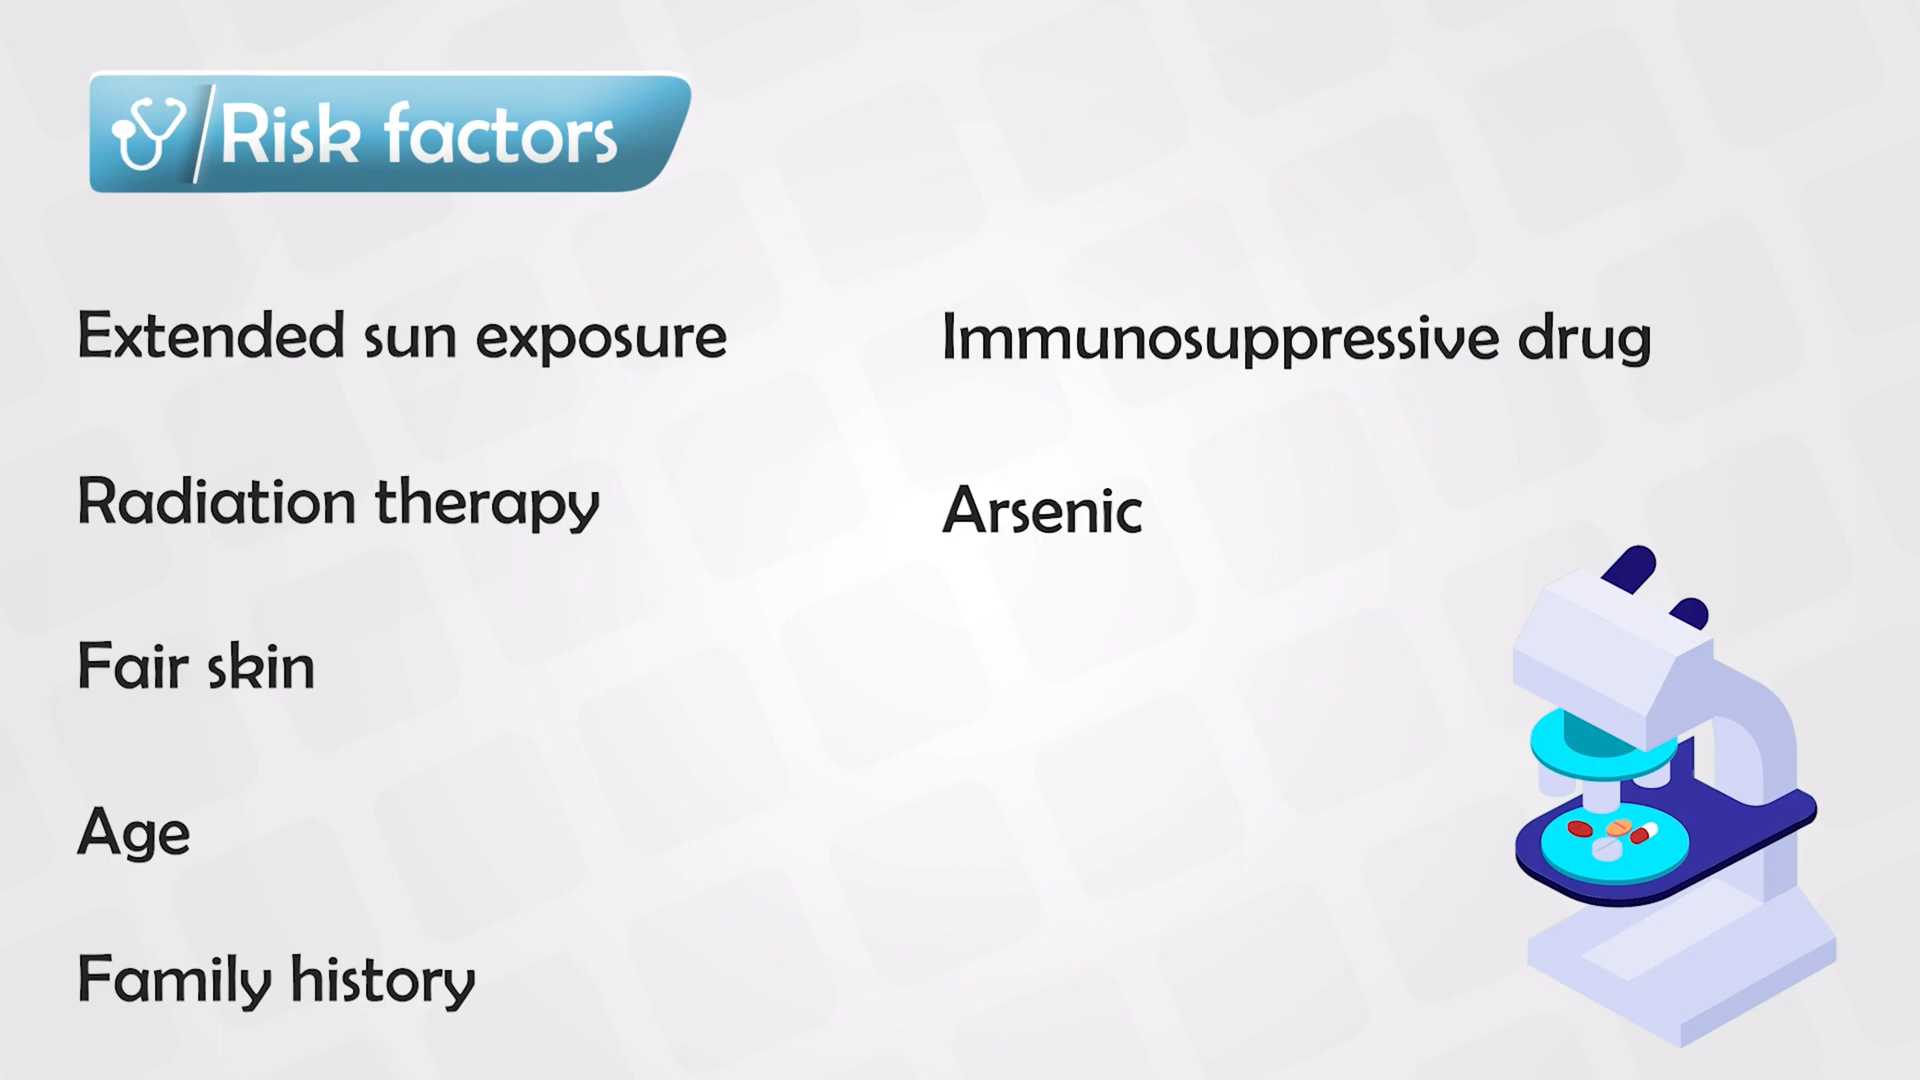 Risk factors
Extended sun exposure
Radiation therapy
Fair skin
Age
Family history
Immunosuppressive drug
Arsenic